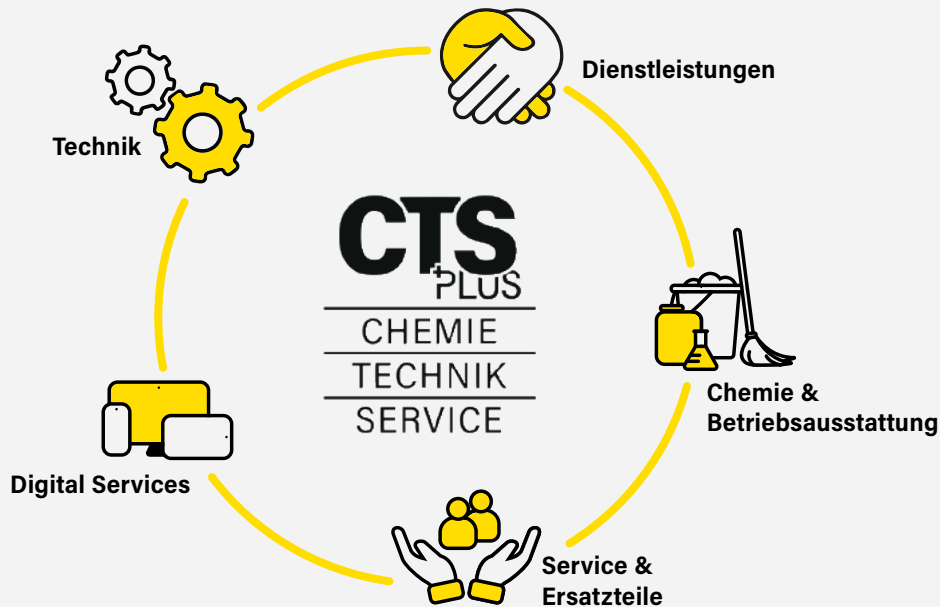 Dienstleistungen
Technik
CTS
PLUS
CHEMIE
TECHNIK
SERVICE
Chemie &
Betriebsausstattung
Digital Services
Service &
Ersatzteile